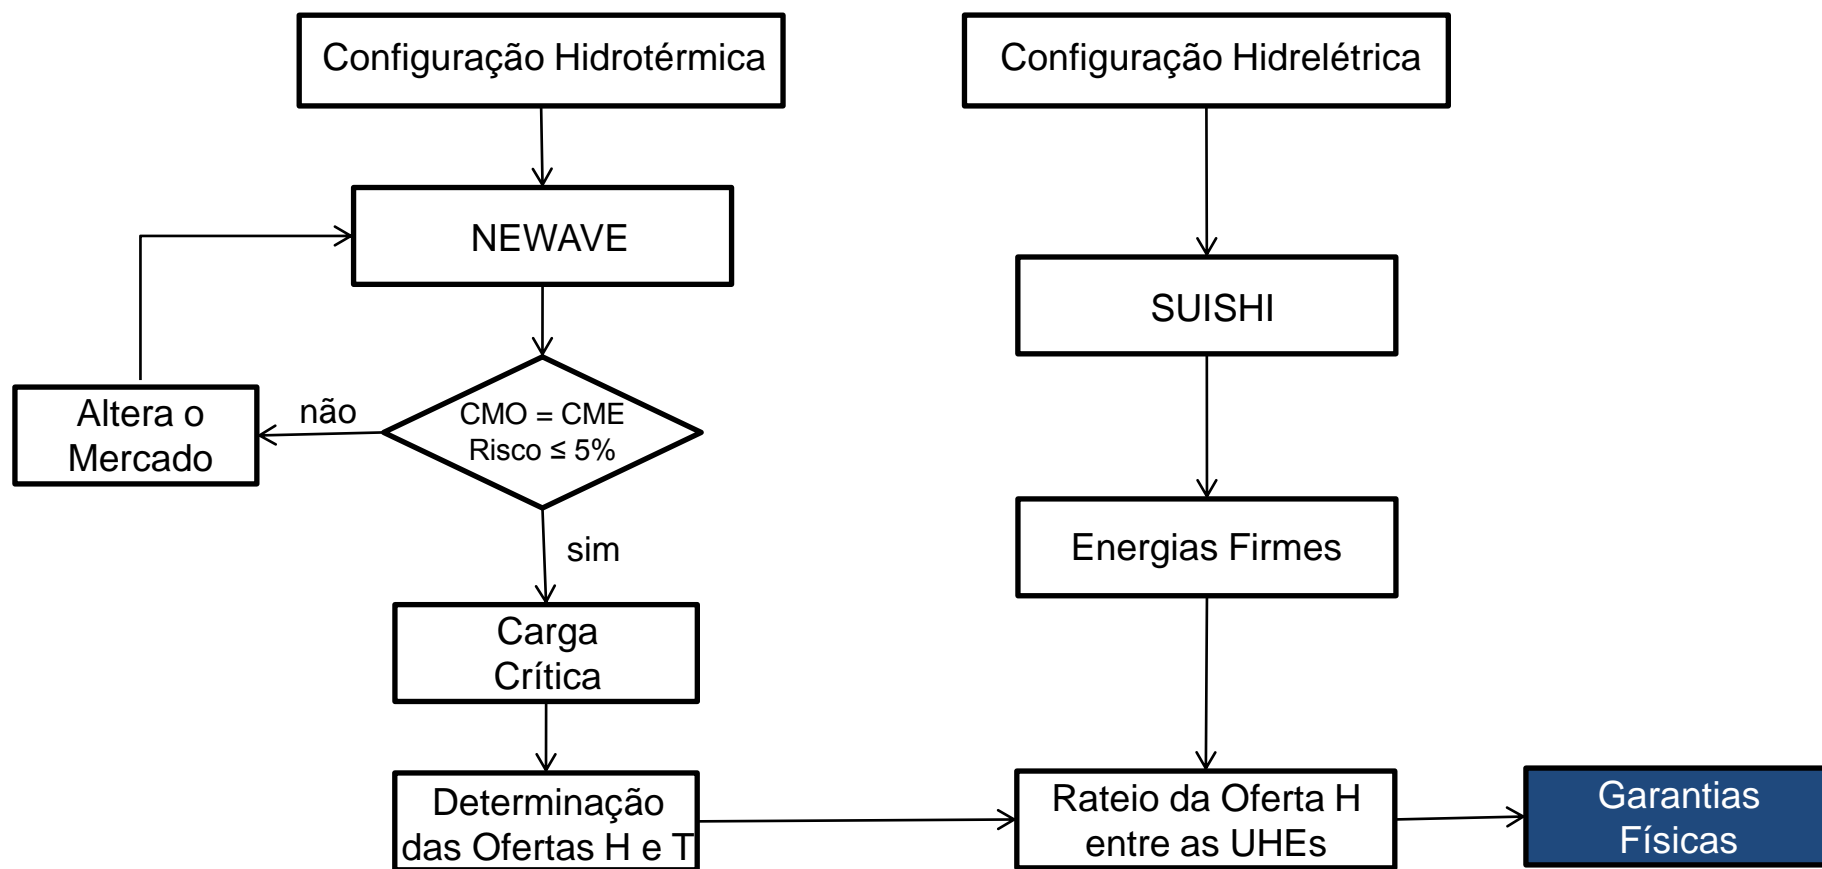 Configuração Hidrotérmica
Configuração Hidrelétrica
NEWAVE
SUISHI
Altera o
Mercado
não
CMO = CME
Risco ≤ 5%
sim
Energias Firmes
Carga
Crítica
Determinação
das Ofertas H e T
Rateio da Oferta H
entre as UHEs
Garantias
Físicas